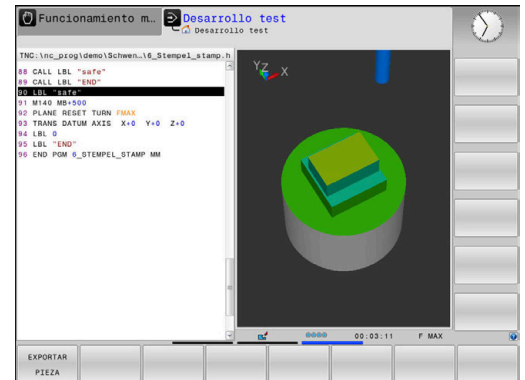 Funcionamiento m…
Desarrollo test
Desarrollo test
TNC:\nc_prog\demo\Schwen…\6_Stempel_stamp.h
88 CALL LBL "safe"
89 CALL LBL "END"
90 LBL "safe"
91 M140 MB+500
92 PLANE RESET TURN FMAX
93 TRANS DATUM AXIS X+0 Y+0 Z+0
94 LBL 0
95 LBL "END"
96 END PGM 6_STEMPEL_STAMP MM
Y Z X
00:03:11 F MAX
EXPORTAR
PIEZA